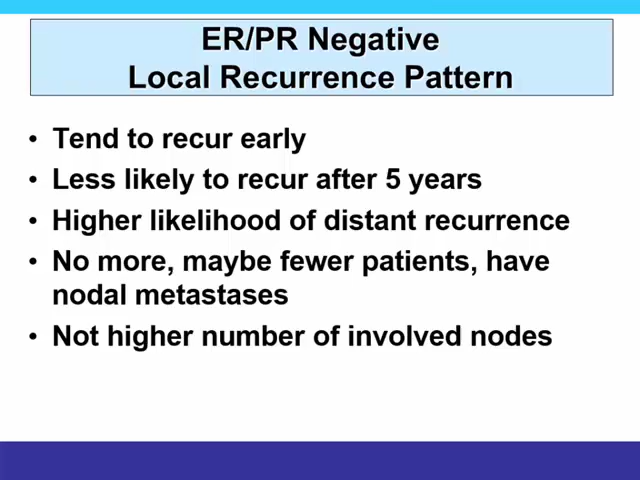 ER/PR Negative
Local Recurrence Pattern
• Tend to recur early
• Less likely to recur after 5 years
• Higher likelihood of distant recurrence
• No more, maybe fewer patients, have
nodal metastases
• Not higher number of involved nodes